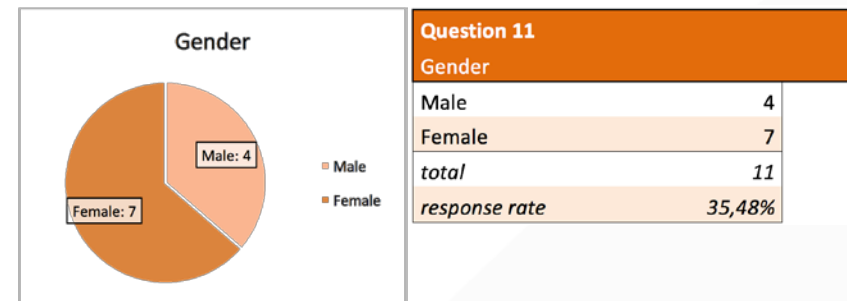 Gender
Male: 4
Female: 7
Male
Female
Question 11
Gender
Male 4
Female 7
total 11
response rate 35,48%